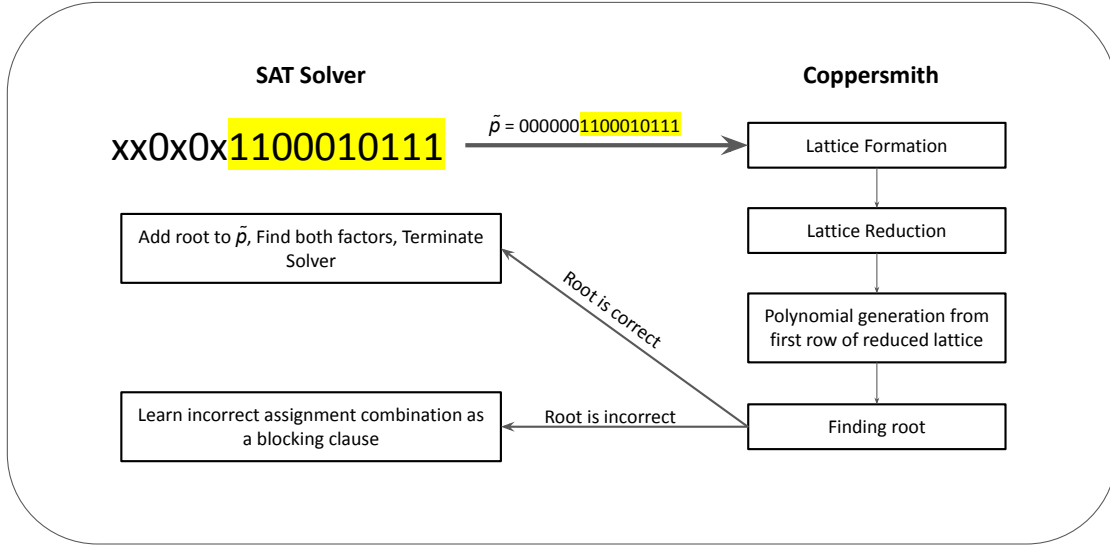 SAT Solver
Coppersmith
xx0x0x1100010111
p̃ = 0000001100010111
Lattice Formation
Add root to p̃, Find both factors, Terminate
Solver
Lattice Reduction
Root is correct
Polynomial generation from
first row of reduced lattice
Learn incorrect assignment combination as
a blocking clause
Root is incorrect
Finding root